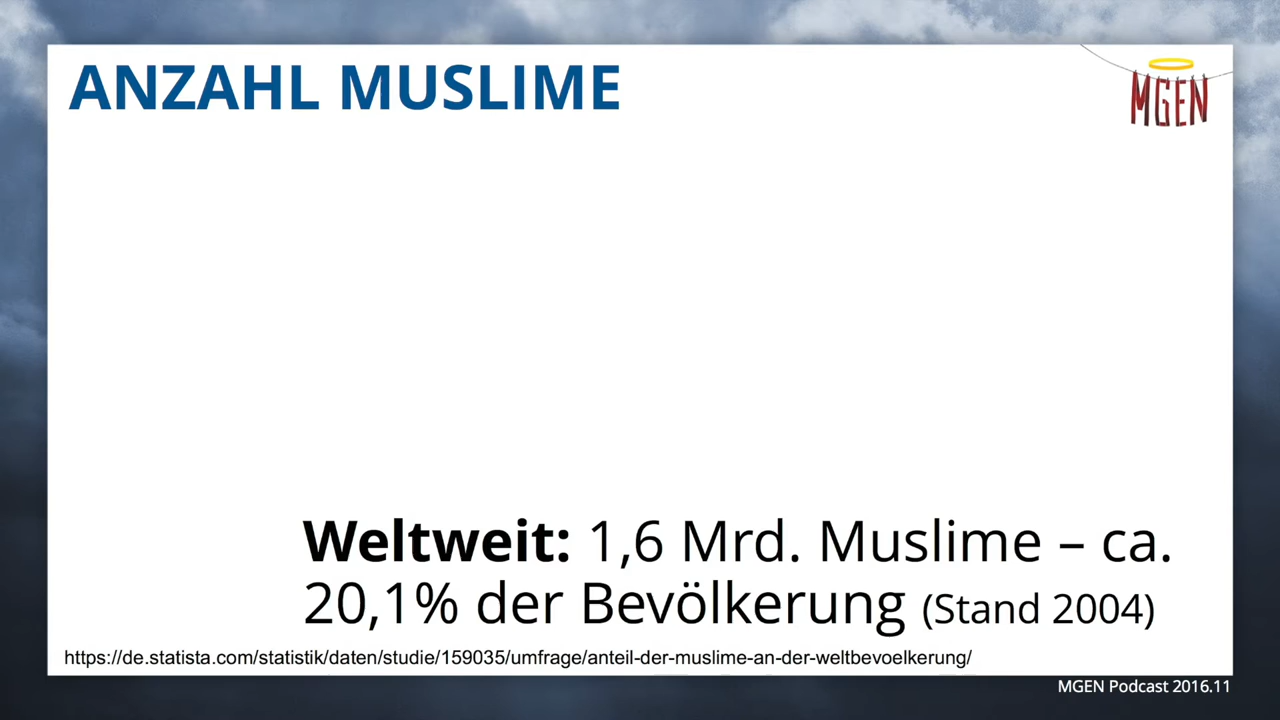 ANZAHL MUSLIME
MGEN
Weltweit: 1,6 Mrd. Muslime – ca.
20,1% der Bevölkerung (Stand 2004)
https://de.statista.com/statistik/daten/studie/159035/umfrage/anteil-der-muslime-an-der-weltbevoelkerung/
MGEN Podcast 2016.11